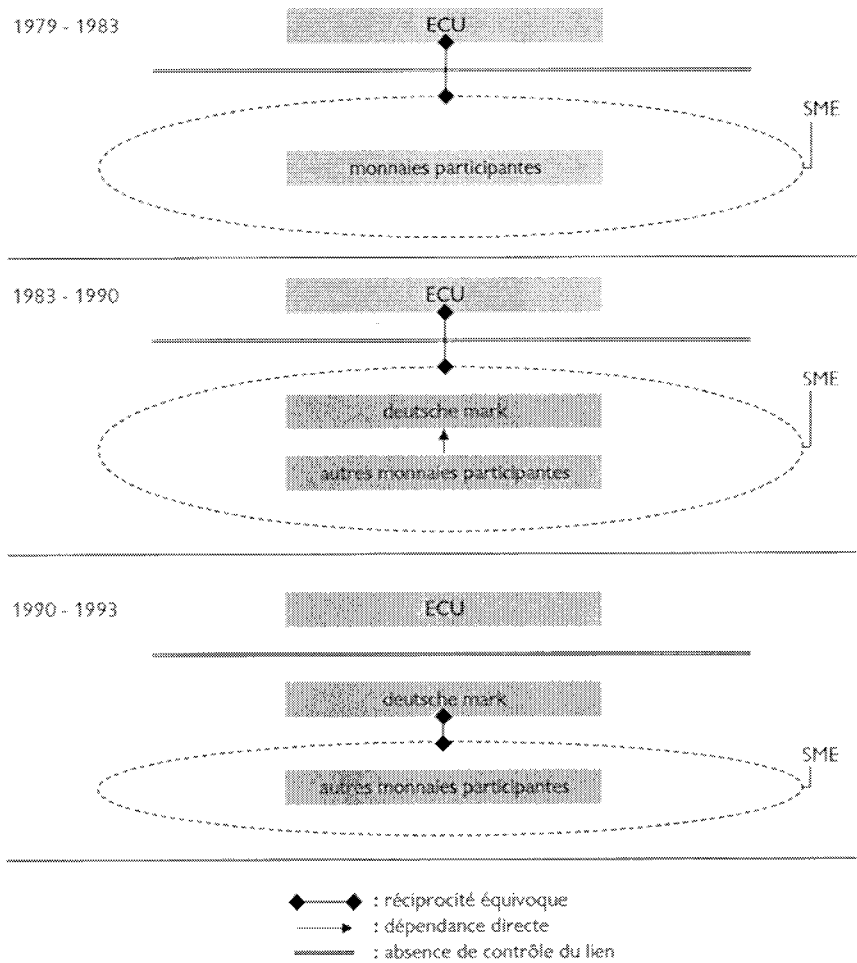 1979 - 1983
ECU
SME
monnaies participantes
1983 - 1990
ECU
SME
deutsche mark
autres monnaies participantes
1990 - 1993
ECU
deutsche mark
SME
autres monnaies participantes
: réciprocité équivoque
: dépendance directe
: absence de contrôle du lien